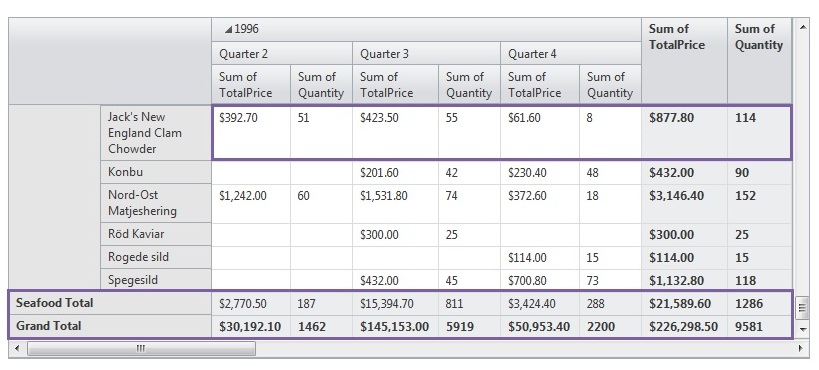 1996 Sum of TotalPrice Sum of Quantity
Quarter 2 Quarter 3 Quarter 4
Sum of TotalPrice Sum of Quantity Sum of TotalPrice Sum of Quantity Sum of TotalPrice Sum of Quantity
Jack's New England Clam Chowder $392.70 51 $423.50 55 $61.60 8 $877.80 114
Konbu $201.60 42 $230.40 48 $432.00 90
Nord-Ost Matjeshering $1,242.00 60 $1,531.80 74 $372.60 18 $3,146.40 152
Röd Kaviar $300.00 25 $300.00 25
Rogede sild $114.00 15 $114.00 15
Spegesild $432.00 45 $700.80 73 $1,132.80 118
Seafood Total $2,770.50 187 $15,394.70 811 $3,424.40 288 $21,589.60 1286
Grand Total $30,192.10 1462 $145,153.00 5919 $50,953.40 2200 $226,298.50 9581